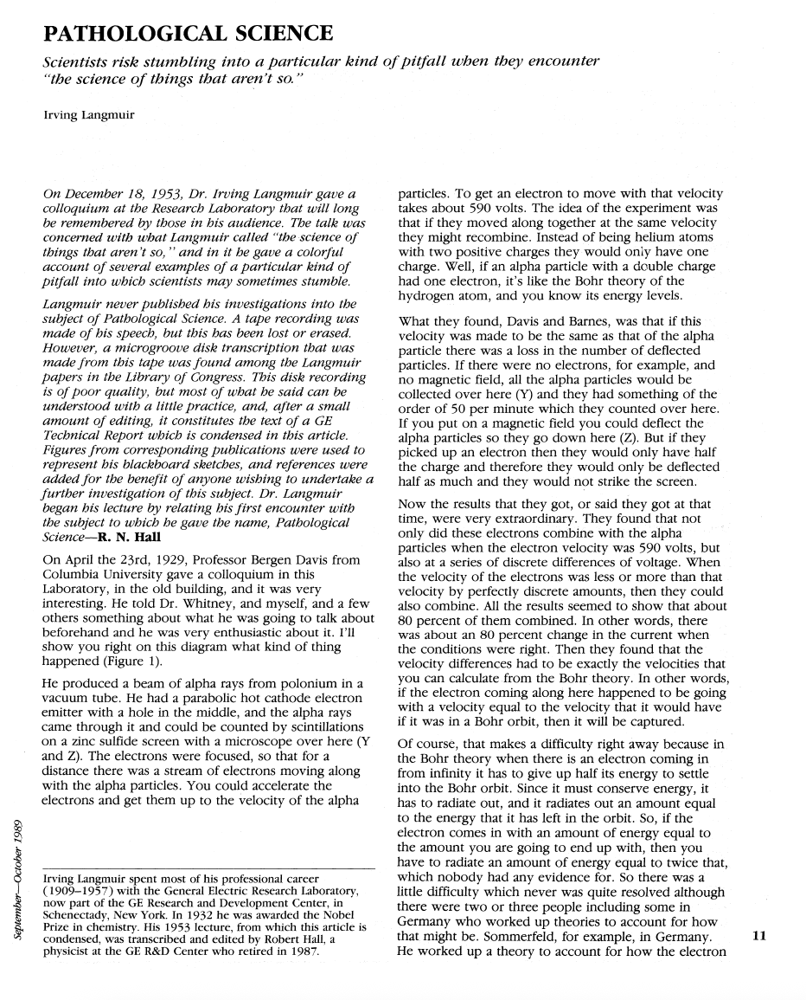 PATHOLOGICAL SCIENCE
Scientists risk stumbling into a particular kind of pitfall when they encounter
“the science of things that aren’t so.”
Irving Langmuir
On December 18, 1953, Dr. Irving Langmuir gave a
colloquium at the Research Laboratory that will long
be remembered by those in his audience. The talk was
concerned with what Langmuir called “the science of
things that aren’t so,” and in it he gave a colorful
account of several examples of a particular kind of
pitfall into which scientists may sometimes stumble.
Langmuir never published his investigations into the
subject of Pathological Science. A tape recording was
made of his speech, but this has been lost or erased.
However, a microgroove disk transcription that was
made from this tape was found among the Langmuir
papers in the Library of Congress. This disk recording
is of poor quality, but most of what he said can be
understood with a little practice, and, after a small
amount of editing, it constitutes the text of a GE
Technical Report which is condensed in this article.
Figures from corresponding publications were used to
represent his blackboard sketches, and references were
added for the benefit of anyone wishing to undertake a
further investigation of this subject. Dr. Langmuir
began his lecture by relating his first encounter with
the subject to which he gave the name, Pathological
Science—R. N. Hall
On April the 23rd, 1929, Professor Bergen Davis from
Columbia University gave a colloquium in this
Laboratory, in the old building, and it was very
interesting. He told Dr. Whitney, and myself, and a few
others something about what he was going to talk about
beforehand and he was very enthusiastic about it. I’ll
show you right on this diagram what kind of thing
happened (Figure 1).
He produced a beam of alpha rays from polonium in a
vacuum tube. He had a parabolic hot cathode electron
emitter with a hole in the middle, and the alpha rays
came through it and could be counted by scintillations
on a zinc sulfide screen with a microscope over here (Y
and Z). The electrons were focused, so that for a
distance there was a stream of electrons moving along
with the alpha particles. You could accelerate the
electrons and get them up to the velocity of the alpha
Irving Langmuir spent most of his professional career
(1909–1957) with the General Electric Research Laboratory,
now part of the GE Research and Development Center, in
Schenectady, New York. In 1932 he was awarded the Nobel
Prize in chemistry. His 1953 lecture, from which this article is
condensed, was transcribed and edited by Robert Hall, a
physicist at the GE R&D Center who retired in 1987.
particles. To get an electron to move with that velocity
takes about 590 volts. The idea of the experiment was
that if they moved along together at the same velocity
they might recombine. Instead of being helium atoms
with two positive charges they would only have one
charge. Well, if an alpha particle with a double charge
had one electron, it’s like the Bohr theory of the
hydrogen atom, and you know its energy levels.
What they found, Davis and Barnes, was that if this
velocity was made to be the same as that of the alpha
particle there was a loss in the number of deflected
particles. If there were no electrons, for example, and
no magnetic field, all the alpha particles would be
collected over here (Y) and they had something of the
order of 50 per minute which they counted over here.
If you put on a magnetic field you could deflect the
alpha particles so they go down here (Z). But if they
picked up an electron then they would only have half
the charge and therefore they would only be deflected
half as much and they would not strike the screen.
Now the results that they got, or said they got at that
time, were very extraordinary. They found that not
only did these electrons combine with the alpha
particles when the electron velocity was 590 volts, but
also at a series of discrete differences of voltage. When
the velocity of the electrons was less or more than that
velocity by perfectly discrete amounts, then they could
also combine. All the results seemed to show that about
80 percent of them combined. In other words, there
was about an 80 percent change in the current when
the conditions were right. Then they found that the
velocity differences had to be exactly the velocities that
you can calculate from the Bohr theory. In other words,
if the electron coming along here happened to be going
with a velocity equal to the velocity that it would have
if it was in a Bohr orbit, then it will be captured.
Of course, that makes a difficulty right away because in
the Bohr theory when there is an electron coming in
from infinity it has to give up half its energy to settle
into the Bohr orbit. Since it must conserve energy, it
has to radiate out, and it radiates out an amount equal
to the energy that it has left in the orbit. So, if the
electron comes in with an amount of energy equal to
the amount you are going to end up with, then you
have to radiate an amount of energy equal to twice that,
which nobody had any evidence for. So there was a
little difficulty which never was quite resolved although
there were two or three people including some in
Germany who worked up theories to account for how
that might be. Sommerfeld, for example, in Germany.
He worked up a theory to account for how the electron
September—October 1989
11